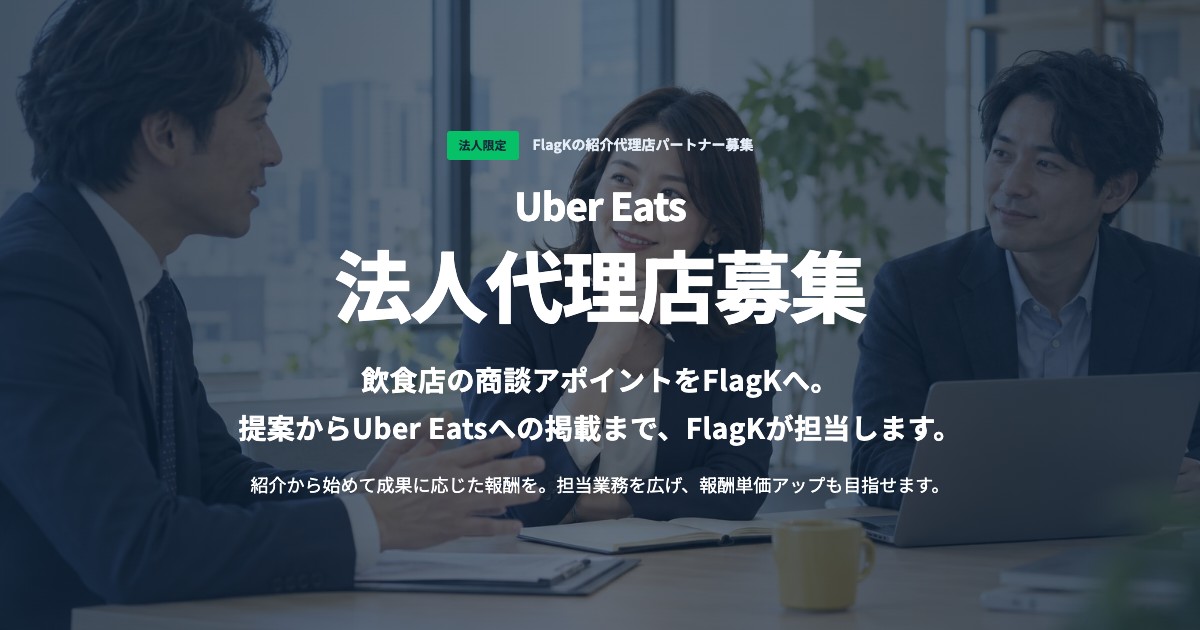 法人限定 FlagKの紹介代理店パートナー募集
Uber Eats
法人代理店募集
飲食店の商談アポイントをFlagKへ。
提案からUber Eatsへの掲載まで、FlagKが担当します。
紹介から始めて成果に応じた報酬を。担当業務を広げ、報酬単価アップも目指せます。